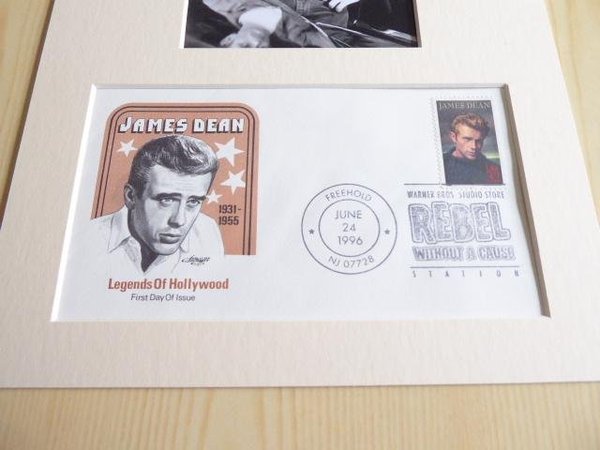 JAMES DEAN
1931-
1955
Legends Of Hollywood
First Day Of Issue
JAMES DEAN
FREEHOLD
JUNE
24
1996
NJ 07728
WARNER BROS STUDIO STORE
REBEL
WITHOUT A CAUSE
STATION